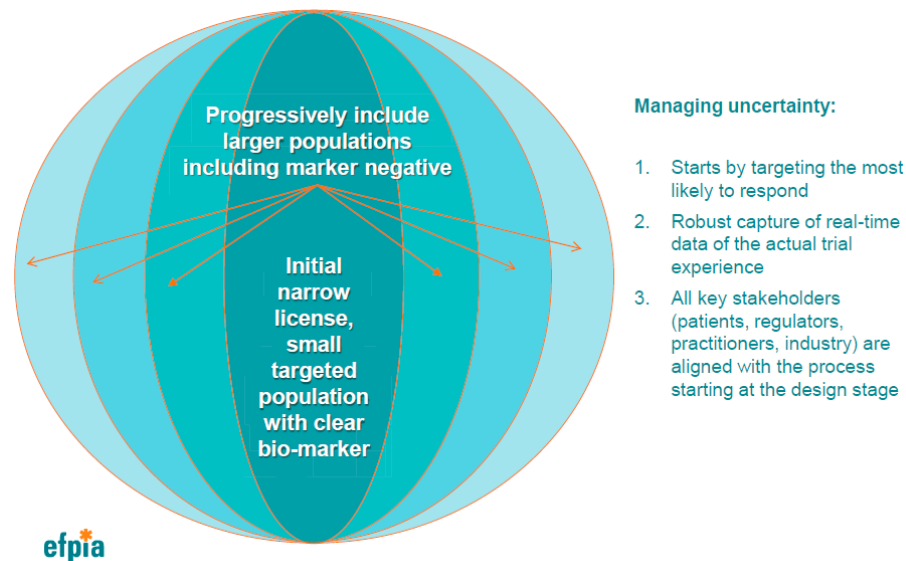 Progressively include
larger populations
including marker negative
Initial
narrow
license,
small
targeted
population
with clear
bio-marker
Managing uncertainty:
1. Starts by targeting the most
likely to respond
2. Robust capture of real-time
data of the actual trial
experience
3. All key stakeholders
(patients, regulators,
practitioners, industry) are
aligned with the process
starting at the design stage
efpia